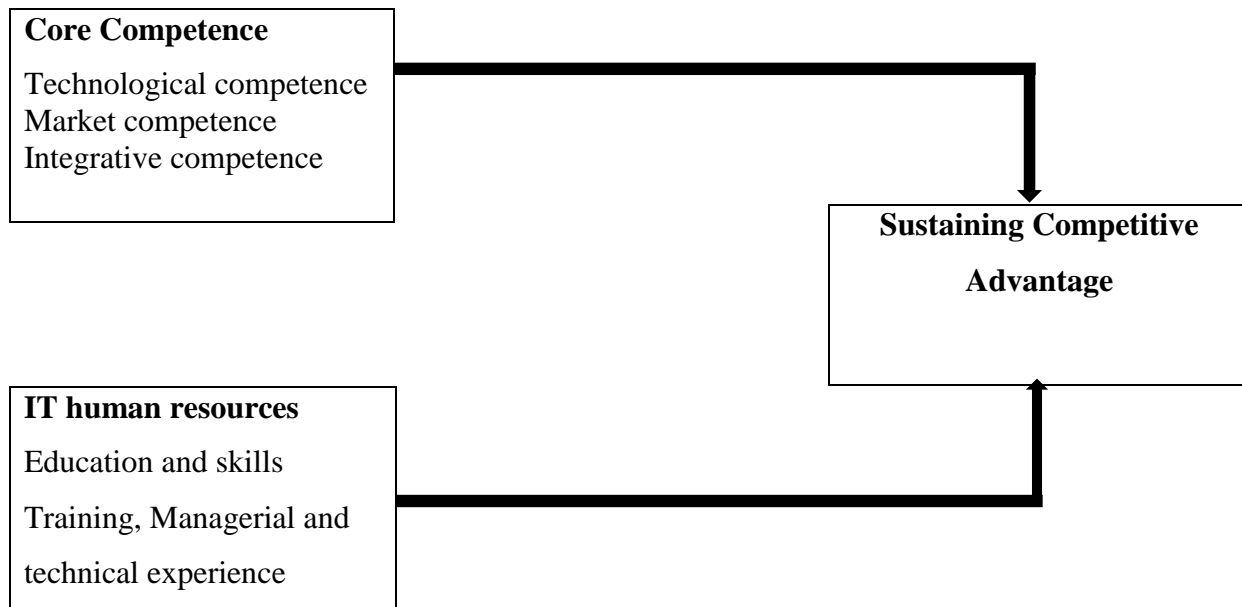 Core Competence
Technological competence
Market competence
Integrative competence
Sustaining Competitive
Advantage
IT human resources
Education and skills
Training, Managerial and
technical experience